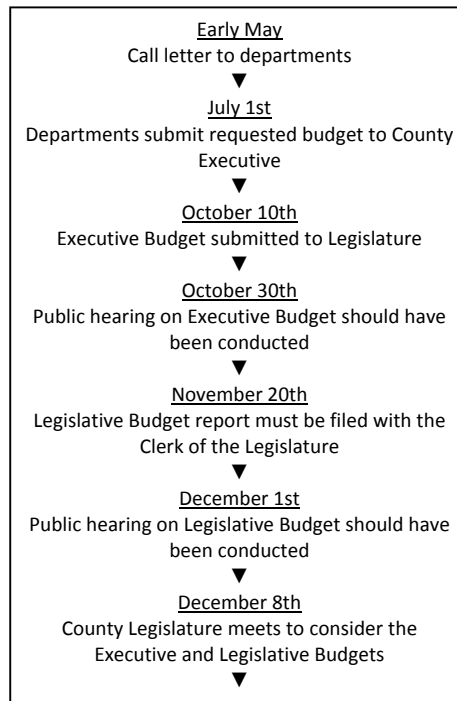 Early May
Call letter to departments
▼
July 1st
Departments submit requested budget to County
Executive
▼
October 10th
Executive Budget submitted to Legislature
▼
October 30th
Public hearing on Executive Budget should have
been conducted
▼
November 20th
Legislative Budget report must be filed with the
Clerk of the Legislature
▼
December 1st
Public hearing on Legislative Budget should have
been conducted
▼
December 8th
County Legislature meets to consider the
Executive and Legislative Budgets
▼